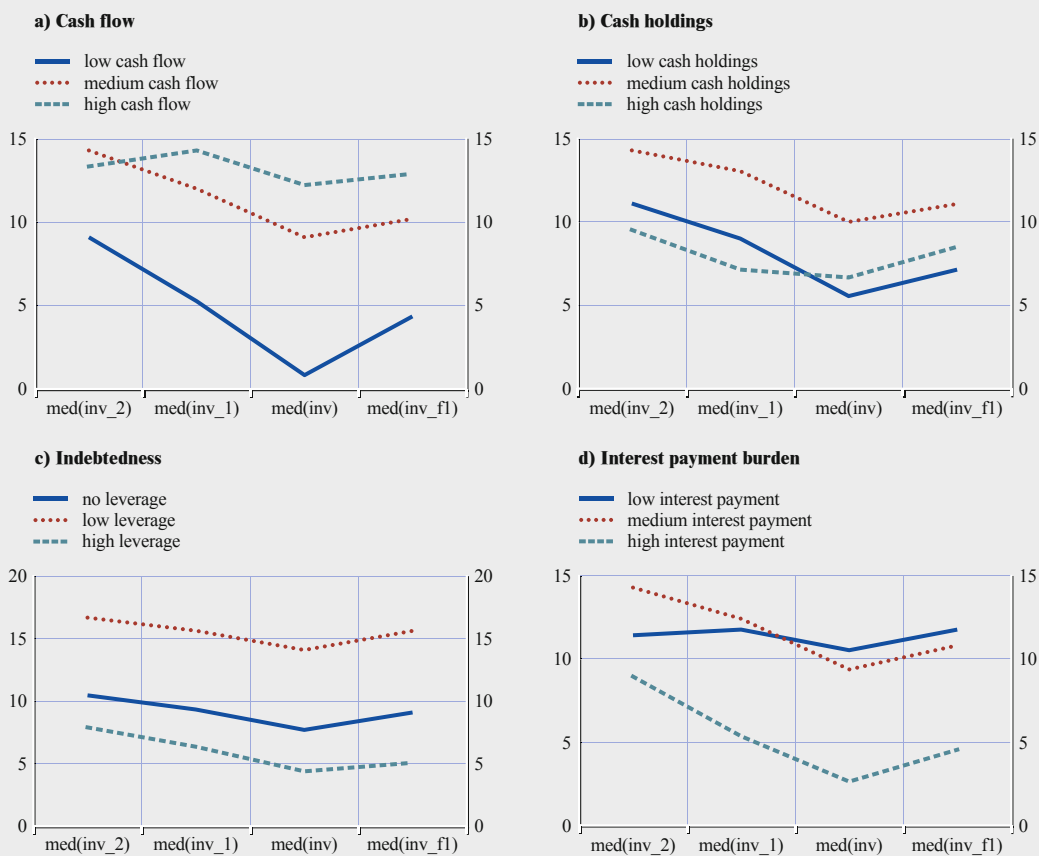 a) Cash flow
low cash flow
medium cash flow
high cash flow
15 15
10 10
5 5
0 0
med(inv_2) med(inv_1) med(inv) med(inv_f1)
b) Cash holdings
low cash holdings
medium cash holdings
high cash holdings
15 15
10 10
5 5
0 0
med(inv_2) med(inv_1) med(inv) med(inv_f1)
c) Indebtedness
no leverage
low leverage
high leverage
20 20
15 15
10 10
5 5
0 0
med(inv_2) med(inv_1) med(inv) med(inv_f1)
d) Interest payment burden
low interest payment
medium interest payment
high interest payment
15 15
10 10
5 5
0 0
med(inv_2) med(inv_1) med(inv) med(inv_f1)